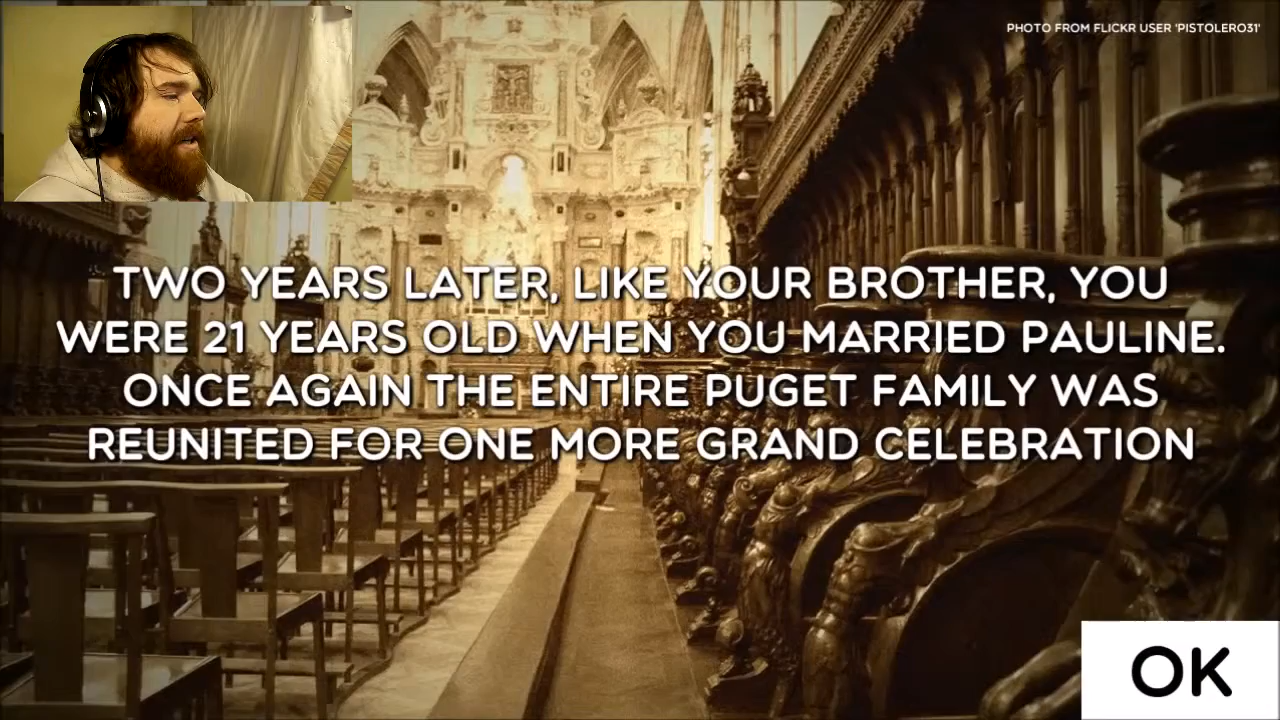 PHOTO FROM FLICKR USER 'PISTOLERO31'
TWO YEARS LATER, LIKE YOUR BROTHER, YOU
WERE 21 YEARS OLD WHEN YOU MARRIED PAULINE.
ONCE AGAIN THE ENTIRE PUGET FAMILY WAS
REUNITED FOR ONE MORE GRAND CELEBRATION
OK